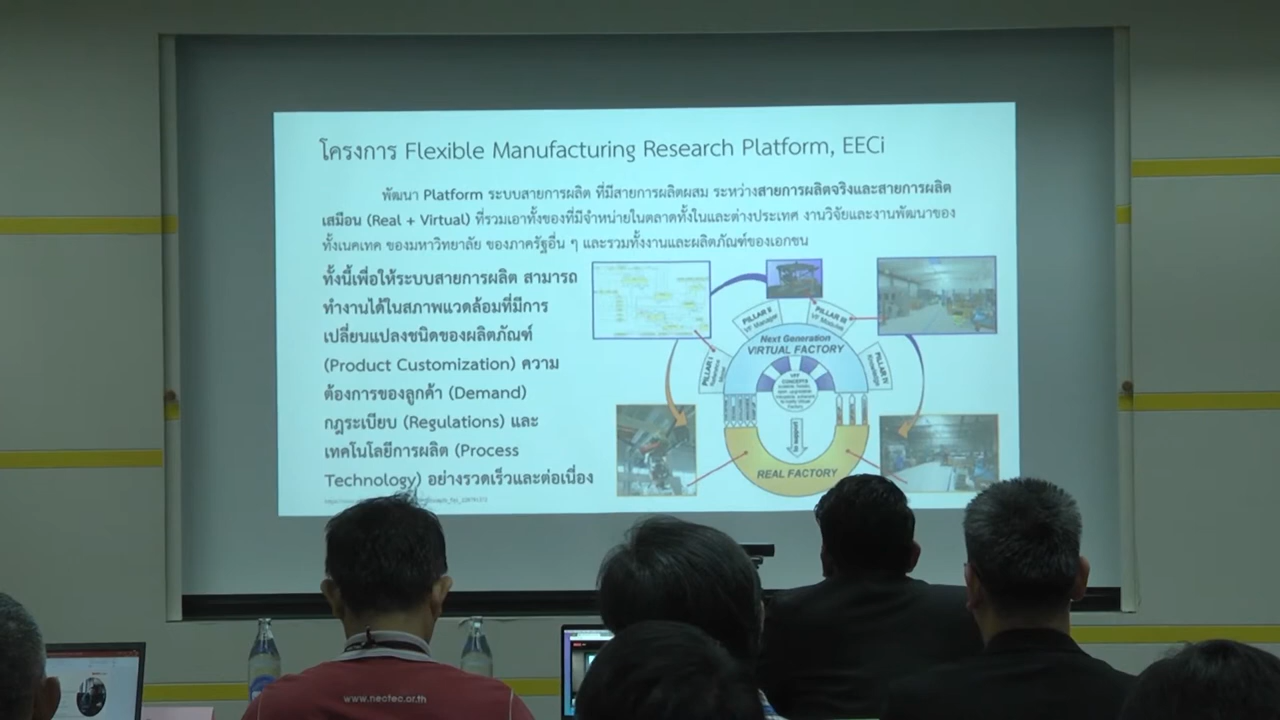 โครงการ Flexible Manufacturing Research Platform, EECi
พัฒนา Platform ระบบสายการผลิต ที่มีสายการผลิตผสม ระหว่างสายการผลิตจริงและสายการผลิต
เสมือน (Real + Virtual) ที่รวมเอาทั้งของที่มีจำหน่ายในตลาดทั้งในและต่างประเทศ งานวิจัยและงานพัฒนาของ
ทั้งเนคเทค ของมหาวิทยาลัย ของภาครัฐอื่น ๆ และรวมทั้งงานและผลิตภัณฑ์ของเอกชน
ทั้งนี้เพื่อให้ระบบสายการผลิต สามารถ
ทำงานได้ในสภาพแวดล้อมที่มีการ
เปลี่ยนแปลงชนิดของผลิตภัณฑ์
(Product Customization) ความ
ต้องการของลูกค้า (Demand)
กฎระเบียบ (Regulations) และ
เทคโนโลยีการผลิต (Process
Technology) อย่างรวดเร็วและต่อเนื่อง
PILLAR II
VF Manager
PILLAR III
VF Modules
PILLAR I
PILLAR IV
Knowledge
Next Generation
VIRTUAL FACTORY
CONCEPTS
Factory
REAL FACTORY
www.nectec.or.th